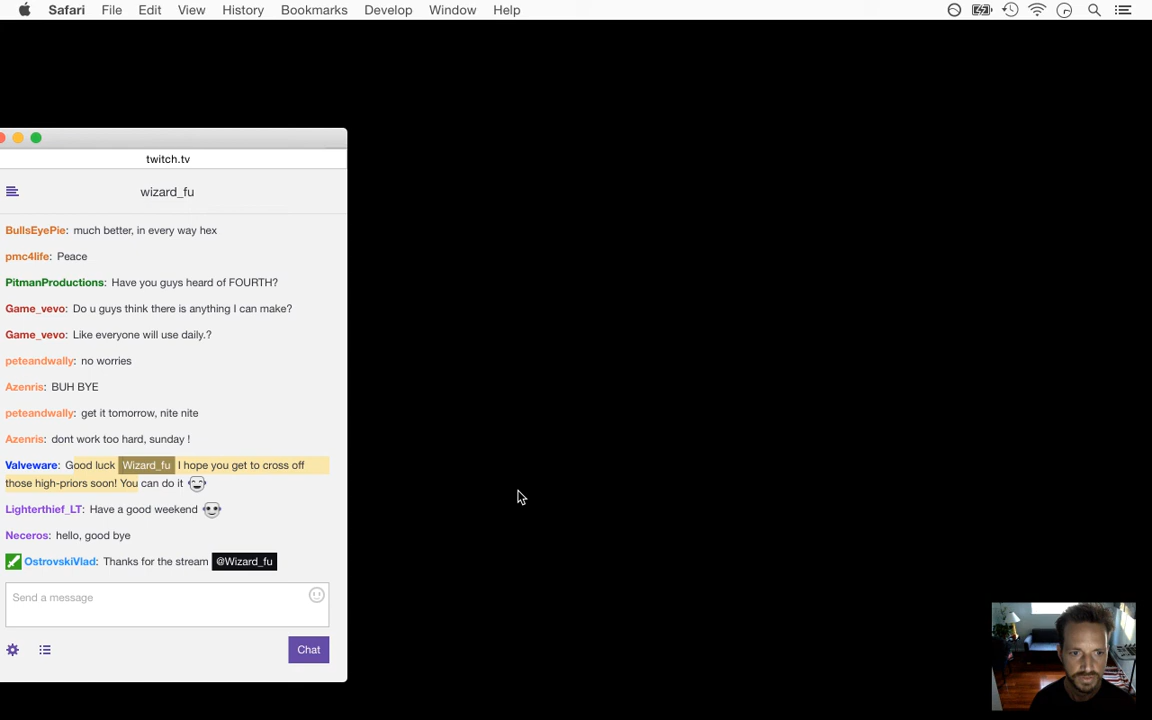 Safari File Edit View History Bookmarks Develop Window Help
twitch.tv
wizard_fu
BullsEyePie: much better, in every way hex
pmc4life: Peace
PitmanProductions: Have you guys heard of FOURTH?
Game_vevo: Do u guys think there is anything I can make?
Game_vevo: Like everyone will use daily.?
peteandwally: no worries
Azenris: BUH BYE
peteandwally: get it tomorrow, nite nite
Azenris: dont work too hard, sunday !
Valveware: Good luck Wizard_fu I hope you get to cross off
those high-priors soon! You can do it
Lighterthief_LT: Have a good weekend
Neceros: hello, good bye
OstrovskiVlad: Thanks for the stream @Wizard_fu
Send a message
Chat